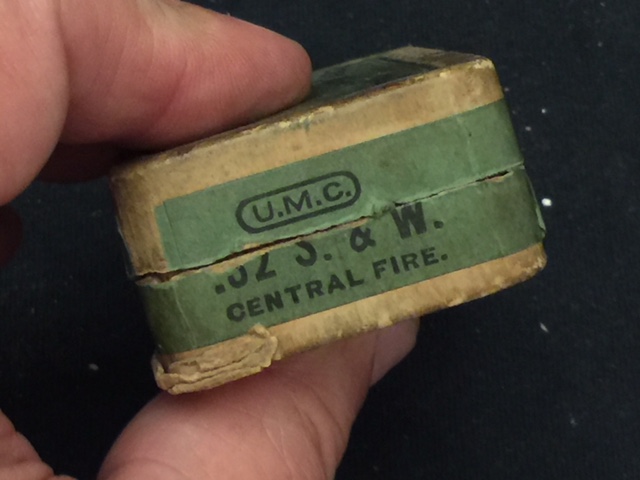 U.M.C.
.32 S. & W.
CENTRAL FIRE.